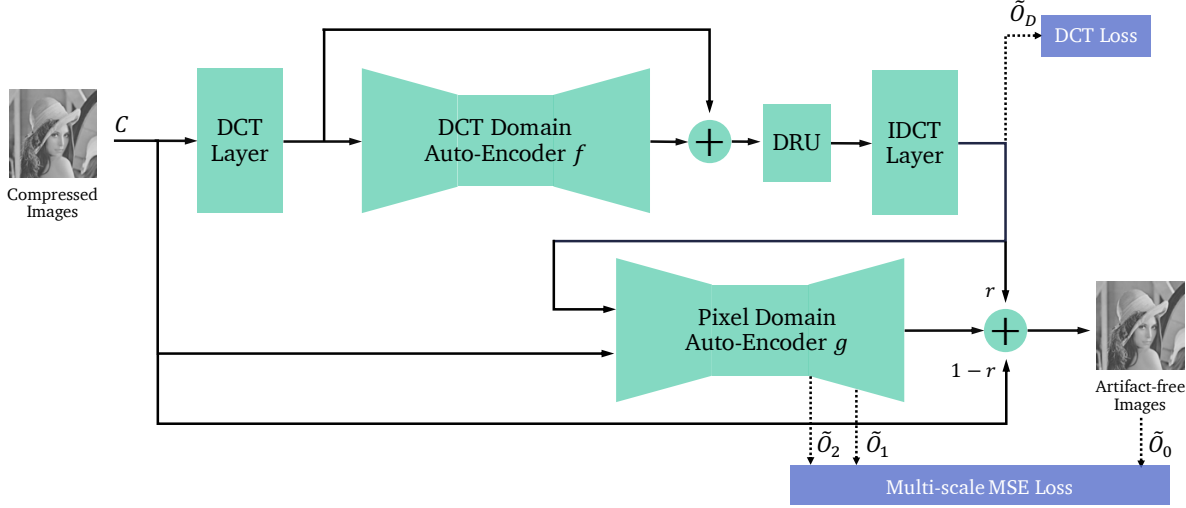 Õ_D
DCT Loss
C
DCT
Layer
DCT Domain
Auto-Encoder f
+
DRU
IDCT
Layer
Compressed
Images
r
Pixel Domain
Auto-Encoder g
+
1 − r
Artifact-free
Images
Õ_2
Õ_1
Õ_0
Multi-scale MSE Loss